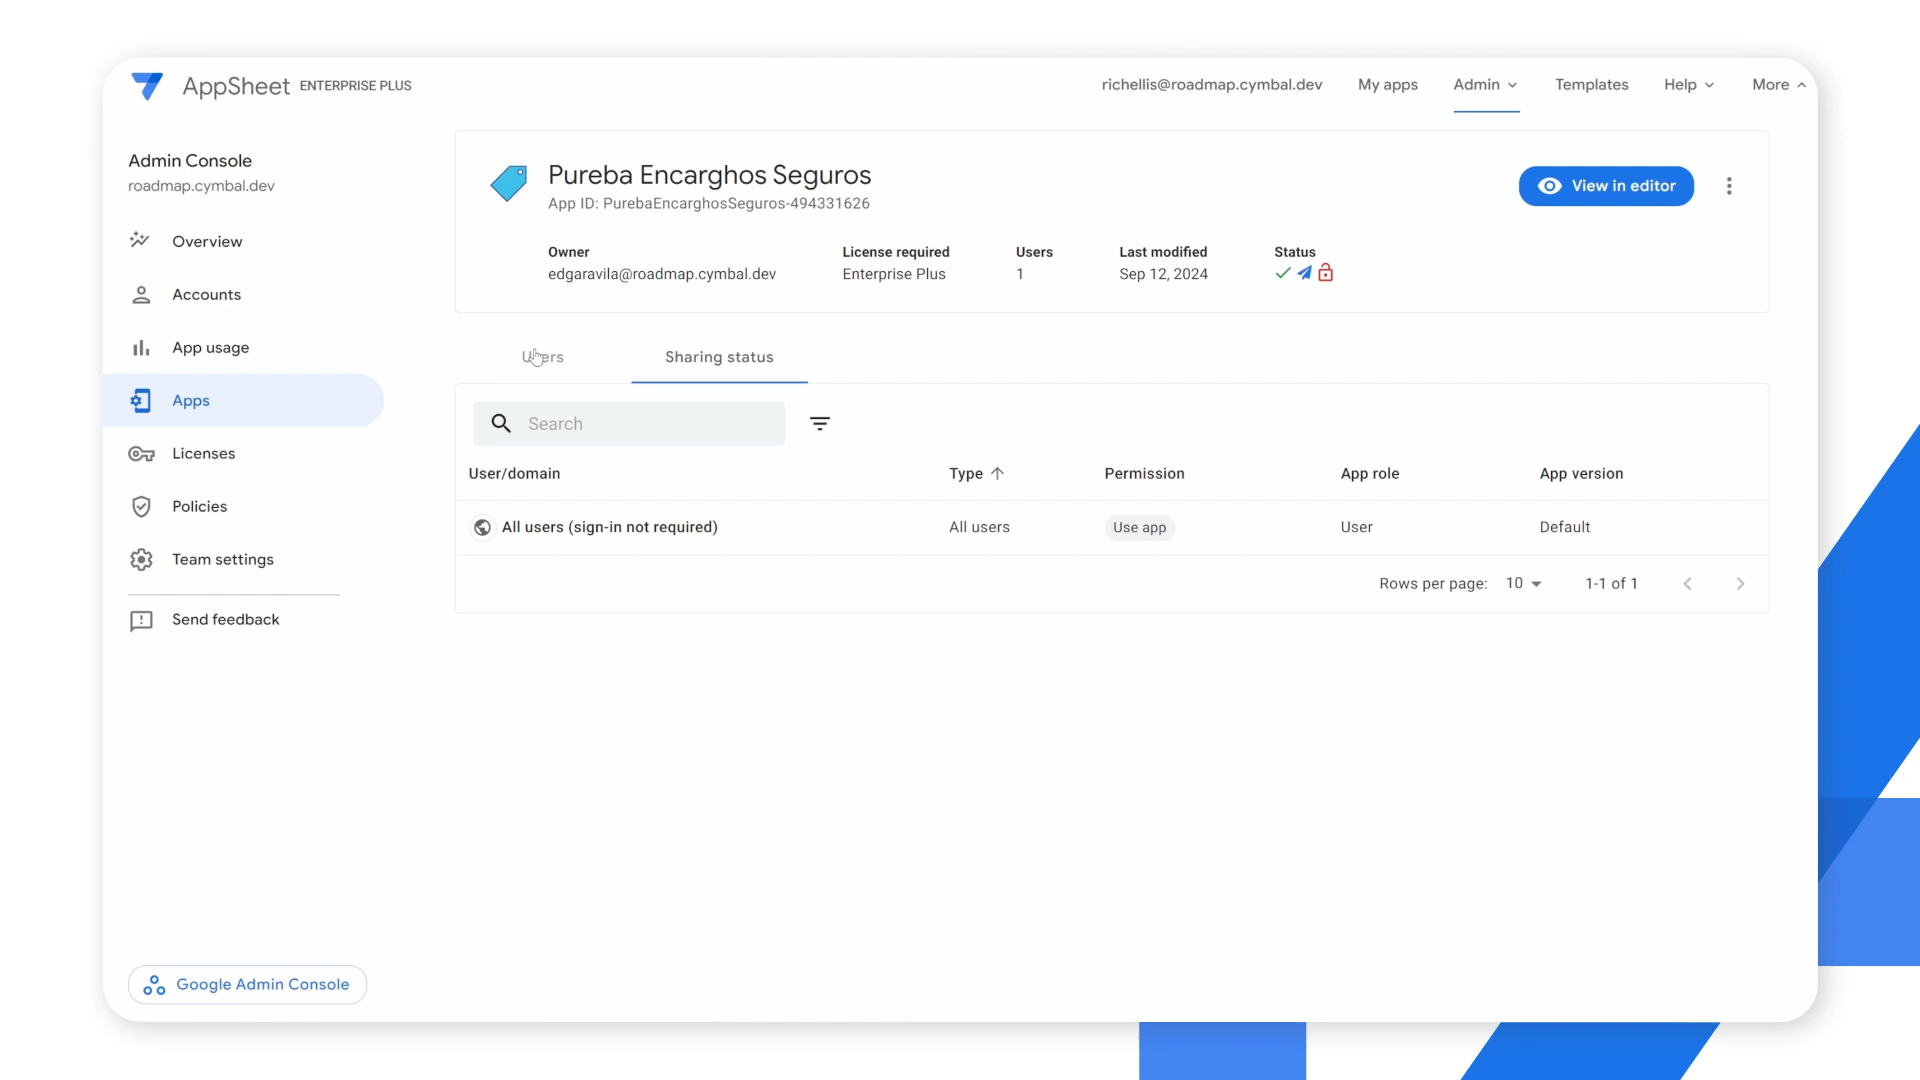 AppSheet ENTERPRISE PLUS
richellis@roadmap.cymbal.dev My apps Admin Templates Help More
Admin Console
roadmap.cymbal.dev
Overview
Accounts
App usage
Apps
Licenses
Policies
Team settings
Send feedback
Google Admin Console
Pureba Encarghos Seguros
App ID: PurebaEncarghosSeguros-494331626
View in editor
Owner License required Users Last modified Status
edgaravila@roadmap.cymbal.dev Enterprise Plus 1 Sep 12, 2024
Users Sharing status
Search
User/domain Type Permission App role App version
All users (sign-in not required) All users Use app User Default
Rows per page: 10 1-1 of 1